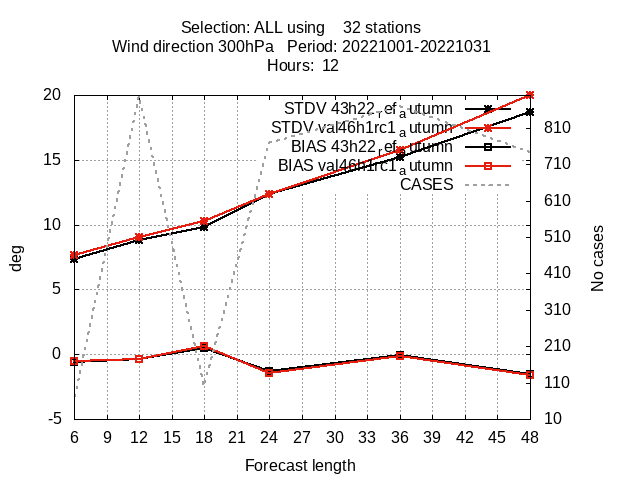 Selection: ALL using    32 stations
Wind direction 300hPa   Period: 20221001-20221031
Hours:  12
20
15
10
5
0
-5
deg
STDV 43h22_ref_autumn
STDV val46h1rc1_autumn
BIAS 43h22_ref_autumn
BIAS val46h1rc1_autumn
CASES
810
710
610
510
410
310
210
110
10
No cases
6 9 12 15 18 21 24 27 30 33 36 39 42 45 48
Forecast length